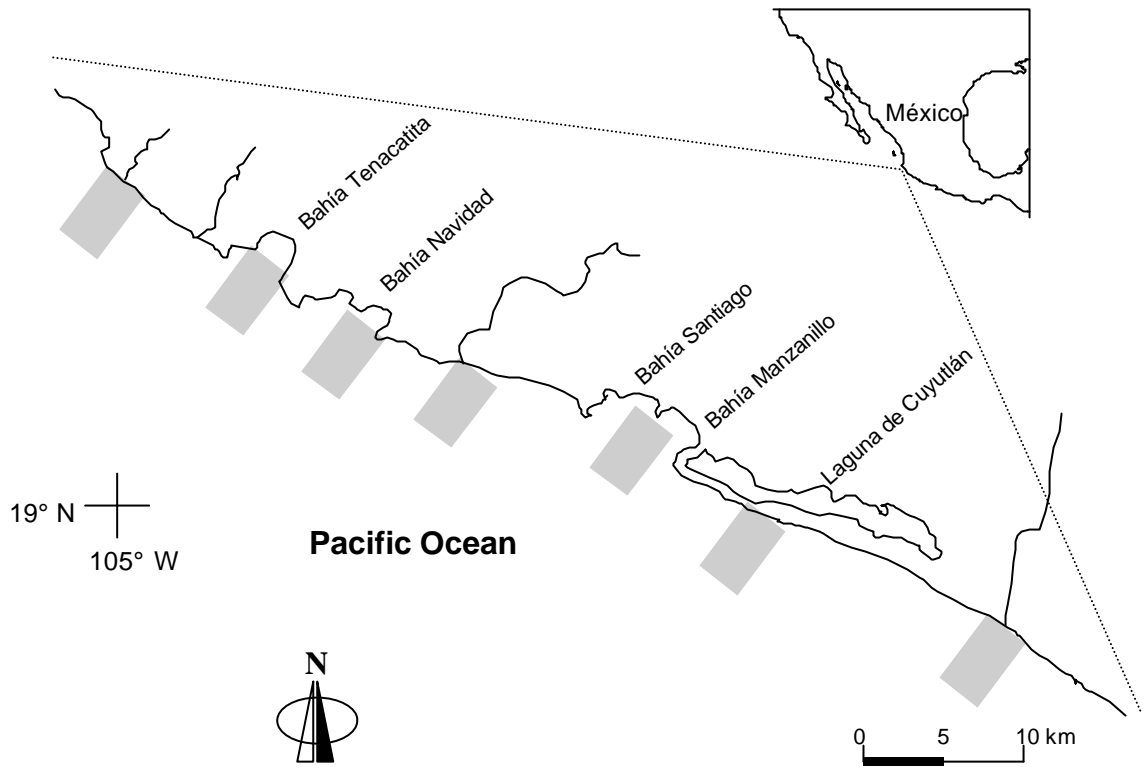 México
Bahía Tenacatita
Bahía Navidad
Bahía Santiago
Bahía Manzanillo
Laguna de Cuyutlán
19° N
105° W
Pacific Ocean
N
0 5 10 km